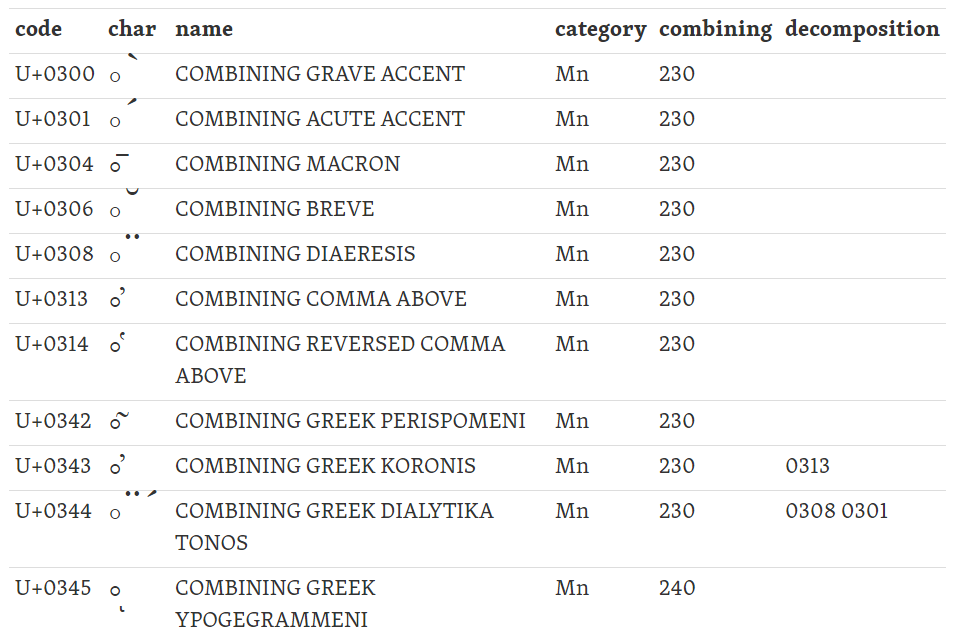 code char name category combining decomposition
U+0300 ◌̀ COMBINING GRAVE ACCENT Mn 230
U+0301 ◌́ COMBINING ACUTE ACCENT Mn 230
U+0304 ◌̄ COMBINING MACRON Mn 230
U+0306 ◌̆ COMBINING BREVE Mn 230
U+0308 ◌̈ COMBINING DIAERESIS Mn 230
U+0313 ◌̓ COMBINING COMMA ABOVE Mn 230
U+0314 ◌̔ COMBINING REVERSED COMMA
ABOVE
Mn 230
U+0342 ◌͂ COMBINING GREEK PERISPOMENI Mn 230
U+0343 ◌̓ COMBINING GREEK KORONIS Mn 230 0313
U+0344 ◌̈́ COMBINING GREEK DIALYTIKA
TONOS
Mn 230 0308 0301
U+0345 ◌ͅ COMBINING GREEK
YPOGEGRAMMENI
Mn 240